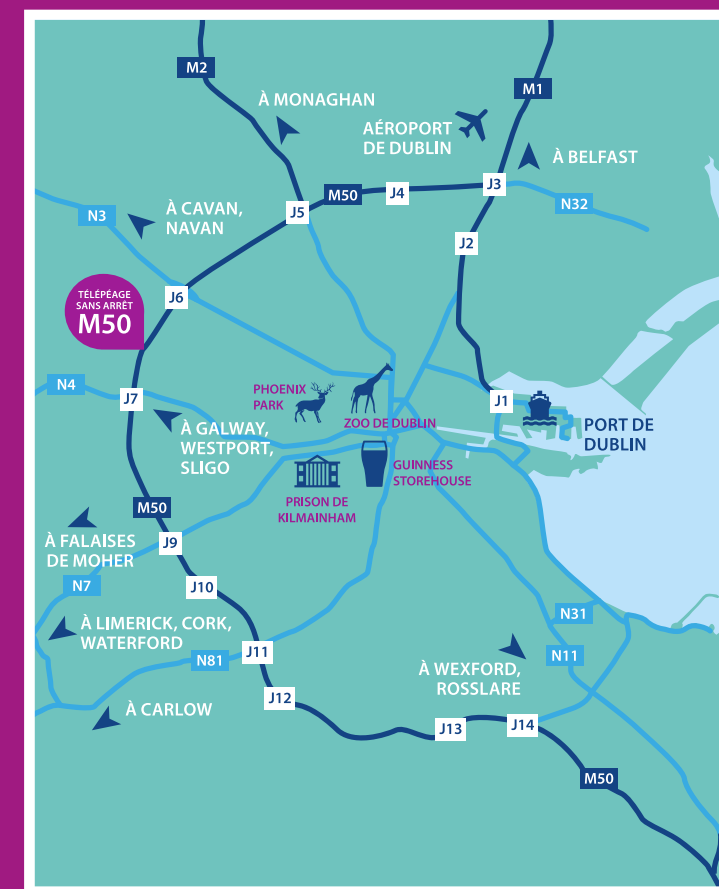 M2
M1
À MONAGHAN
AÉROPORT
DE DUBLIN
À BELFAST
J3
M50
J4
N32
J5
À CAVAN,
NAVAN
N3
J2
J6
TÉLÉPÉAGE
SANS ARRÊT
M50
N4
J7
PHOENIX
PARK
ZOO DE DUBLIN
J1
PORT DE
DUBLIN
À GALWAY,
WESTPORT,
SLIGO
GUINNESS
STOREHOUSE
PRISON DE
KILMAINHAM
M50
À FALAISES
DE MOHER
J9
N7
J10
À LIMERICK, CORK,
WATERFORD
N31
N81
J11
N11
À WEXFORD,
ROSSLARE
J12
À CARLOW
J13
J14
M50